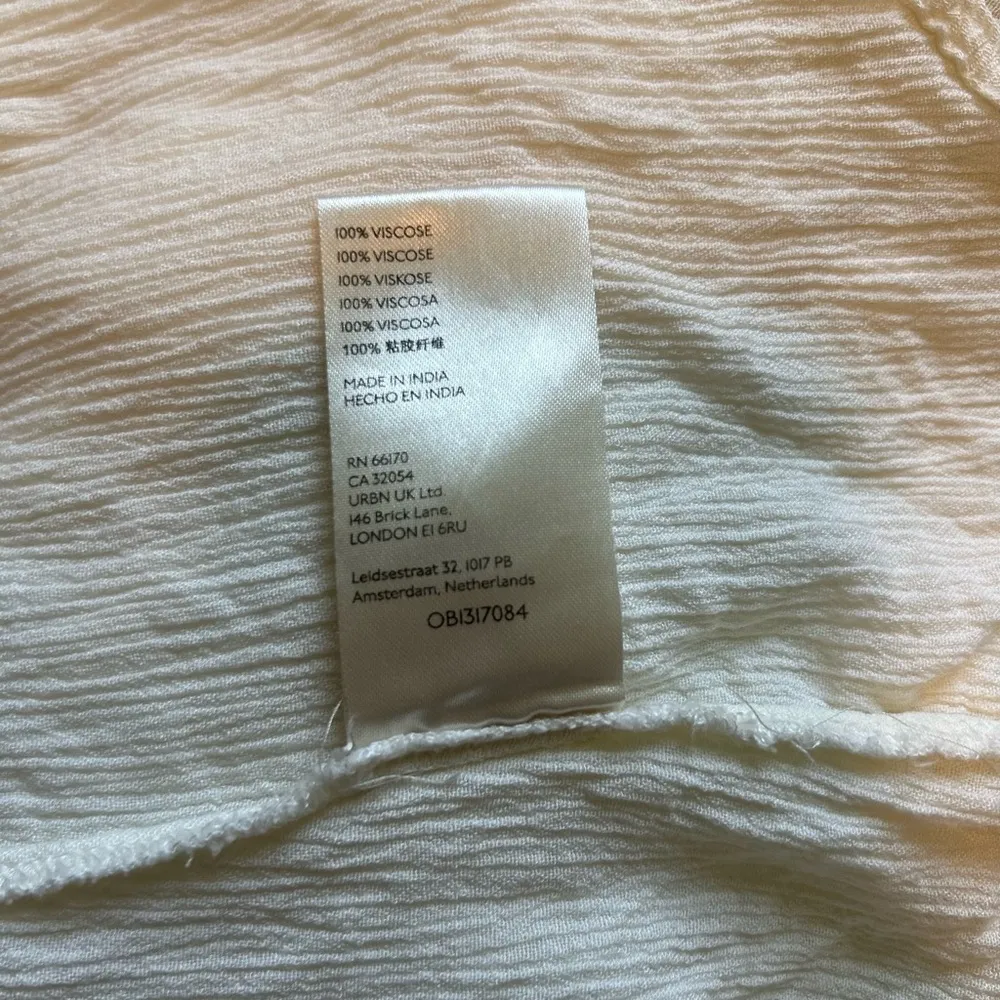 100% VISCOSE
100% VISCOSE
100% VISKOSE
100% VISCOSA
100% VISCOSA
100% 粘胶纤维
MADE IN INDIA
HECHO EN INDIA
RN 66170
CA 32054
URBN UK Ltd.
146 Brick Lane,
LONDON E1 6RU
Leidsestraat 32, 1017 PB
Amsterdam, Netherlands
OB1317084